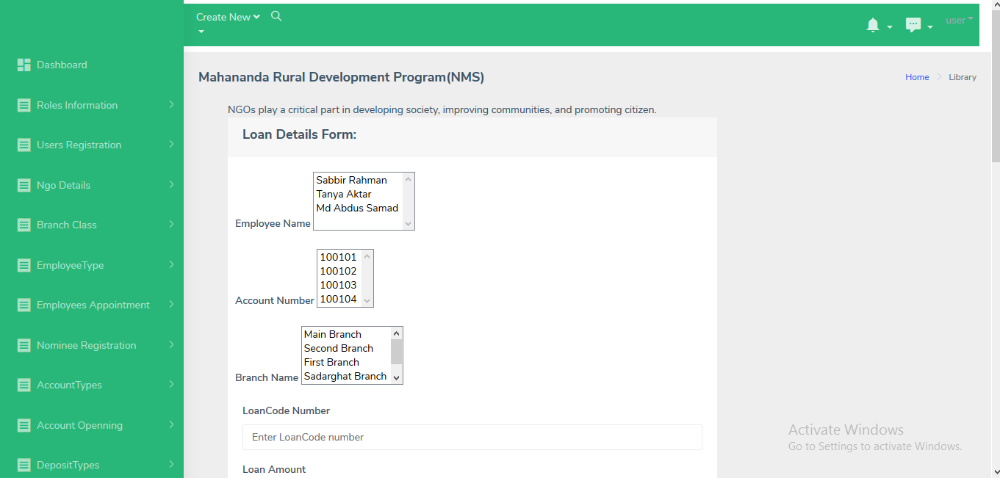 Create New
user
Dashboard
Roles Information
Users Registration
Ngo Details
Branch Class
EmployeeType
Employees Appointment
Nominee Registration
AccountTypes
Account Openning
DepositTypes
Mahananda Rural Development Program(NMS)
Home
Library
NGOs play a critical part in developing society, improving communities, and promoting citizen.
Loan Details Form:
Employee Name
Sabbir Rahman
Tanya Aktar
Md Abdus Samad
Account Number
100101
100102
100103
100104
Branch Name
Main Branch
Second Branch
First Branch
Sadarghat Branch
LoanCode Number
Enter LoanCode number
Loan Amount
Activate Windows
Go to Settings to activate Windows.